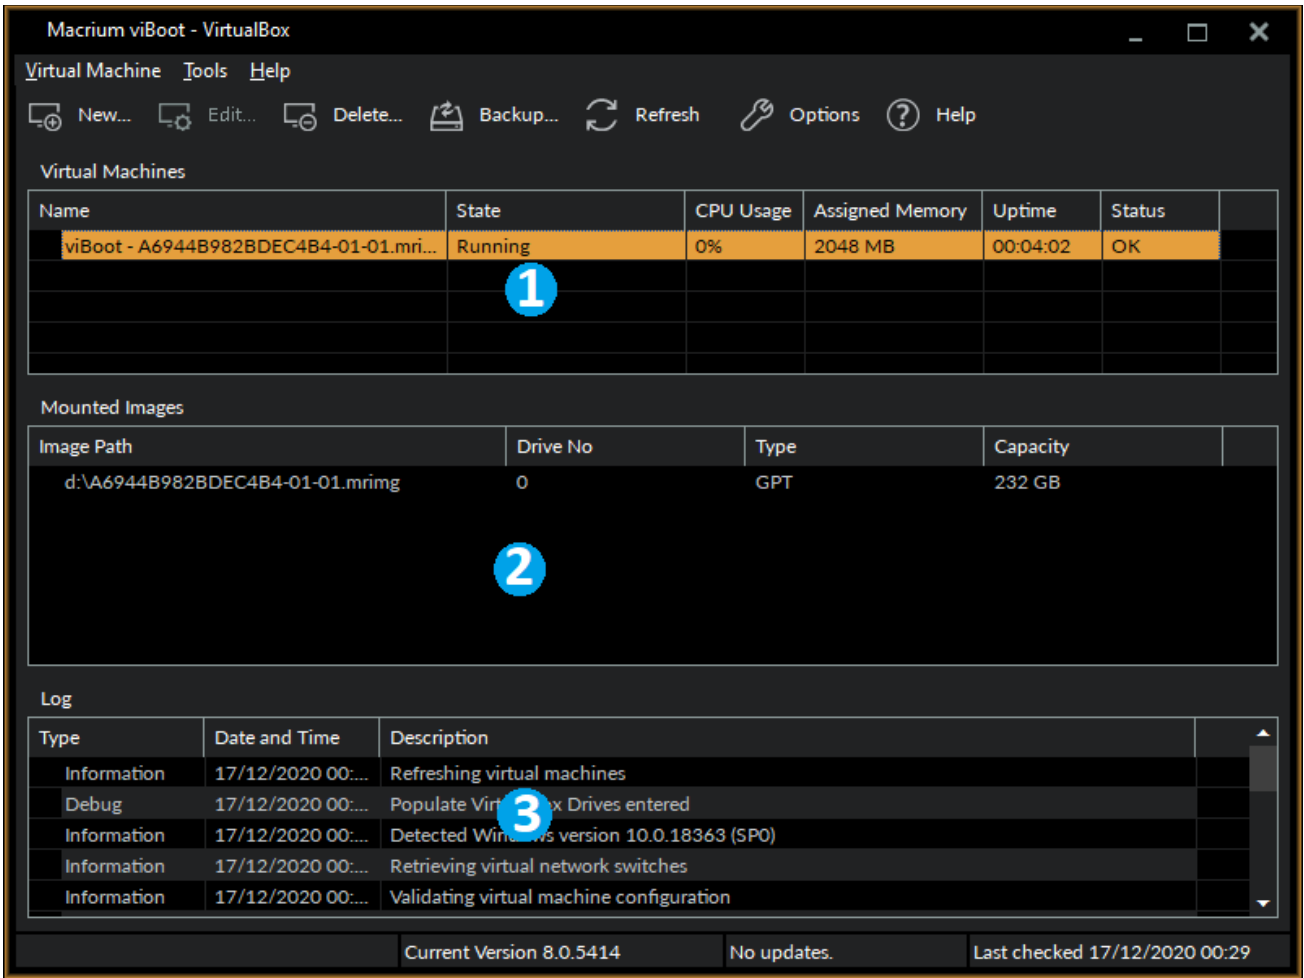 Macrium viBoot - VirtualBox
Virtual Machine Tools Help
New... Edit... Delete... Backup... Refresh Options Help
Virtual Machines
Name State CPU Usage Assigned Memory Uptime Status
viBoot - A6944B982BDEC4B4-01-01.mri... Running 0% 2048 MB 00:04:02 OK
1
Mounted Images
Image Path Drive No Type Capacity
d:\A6944B982BDEC4B4-01-01.mrimg 0 GPT 232 GB
2
Log
Type Date and Time Description
Information 17/12/2020 00:... Refreshing virtual machines
Debug 17/12/2020 00:... Populate Drives entered
3
Information 17/12/2020 00:... Detected version 10.0.18363 (SP0)
Information 17/12/2020 00:... Retrieving virtual network switches
Information 17/12/2020 00:... Validating virtual machine configuration
Current Version 8.0.5414 No updates. Last checked 17/12/2020 00:29